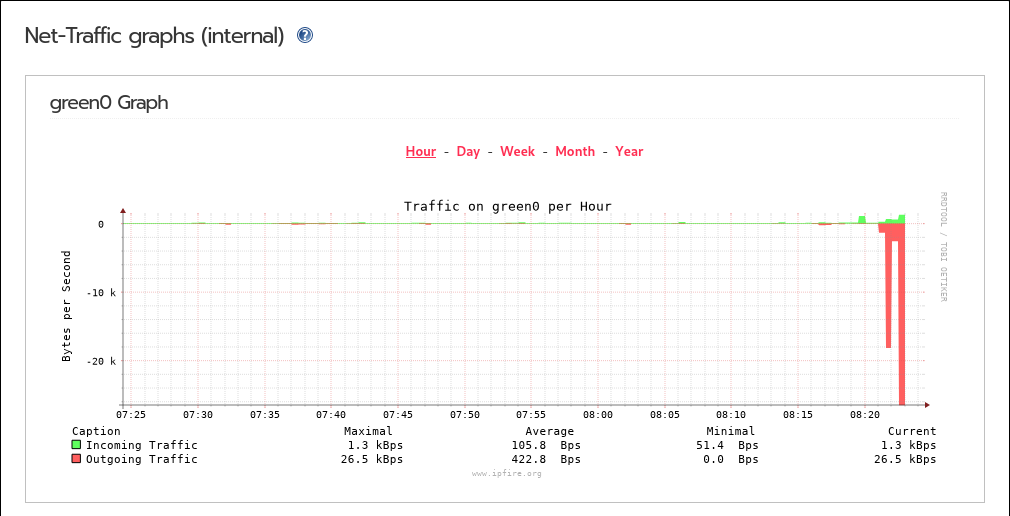 Net-Traffic graphs (internal) ?
green0 Graph
Hour - Day - Week - Month - Year
Traffic on green0 per Hour
RRDTOOL / TOBI OETIKER
Bytes per Second
0
-10 k
-20 k
07:25 07:30 07:35 07:40 07:45 07:50 07:55 08:00 08:05 08:10 08:15 08:20
Caption Maximal Average Minimal Current
Incoming Traffic 1.3 kBps 105.8 Bps 51.4 Bps 1.3 kBps
Outgoing Traffic 26.5 kBps 422.8 Bps 0.0 Bps 26.5 kBps
www.ipfire.org